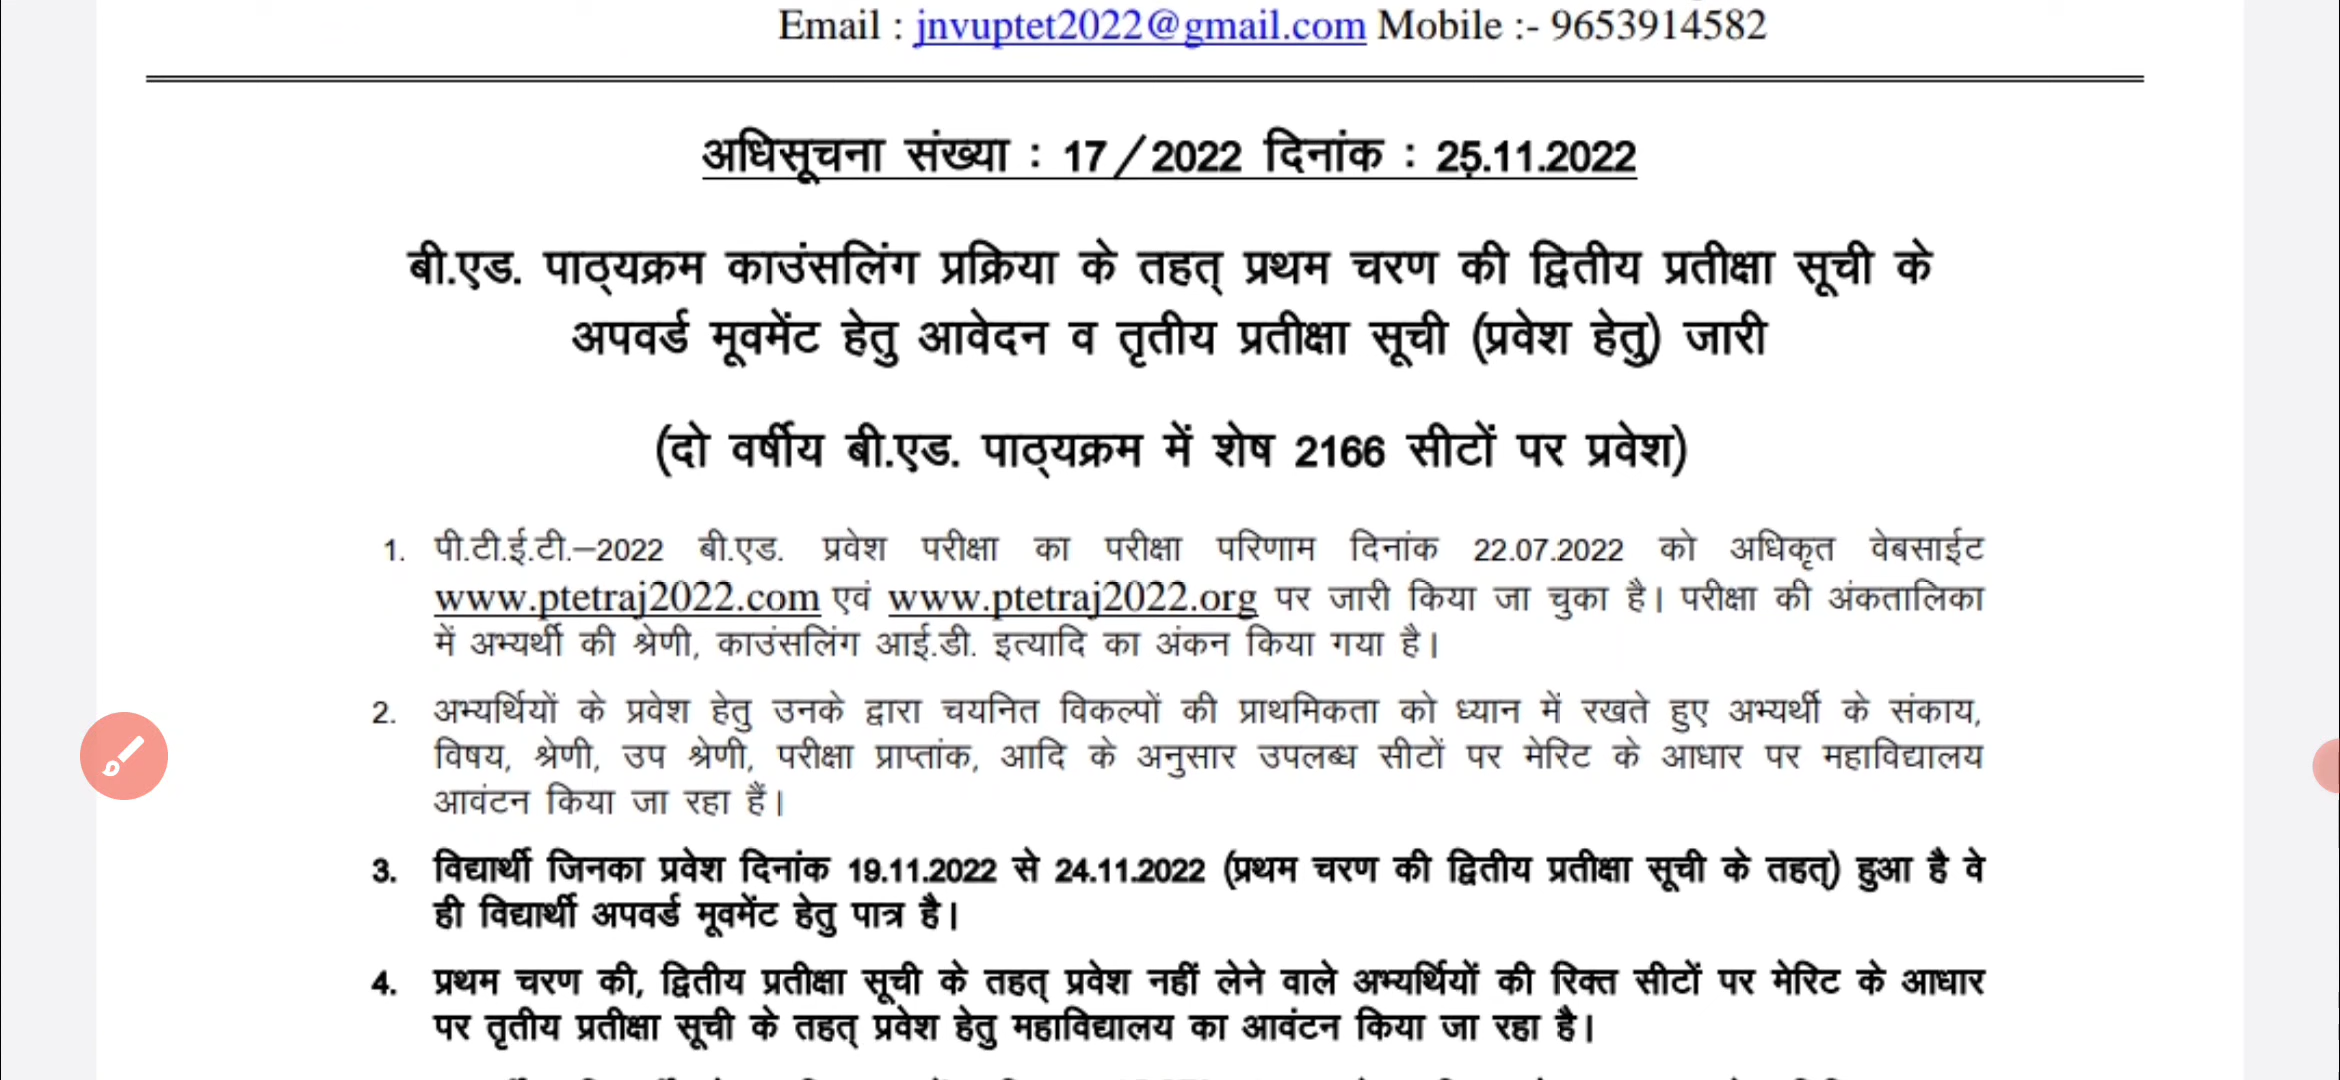 Email : jnvuptet2022@gmail.com Mobile :- 9653914582
अधिसूचना संख्या : 17/2022 दिनांक : 25.11.2022
बी.एड. पाठ्यक्रम काउंसलिंग प्रक्रिया के तहत् प्रथम चरण की द्वितीय प्रतीक्षा सूची के
अपवर्ड मूवमेंट हेतु आवेदन व तृतीय प्रतीक्षा सूची (प्रवेश हेतु) जारी
(दो वर्षीय बी.एड. पाठ्यक्रम में शेष 2166 सीटों पर प्रवेश)
1. पी.टी.ई.टी.–2022 बी.एड. प्रवेश परीक्षा का परीक्षा परिणाम दिनांक 22.07.2022 को अधिकृत वेबसाईट
www.ptetraj2022.com एवं www.ptetraj2022.org पर जारी किया जा चुका है। परीक्षा की अंकतालिका
में अभ्यर्थी की श्रेणी, काउंसलिंग आई.डी. इत्यादि का अंकन किया गया है।
2. अभ्यर्थियों के प्रवेश हेतु उनके द्वारा चयनित विकल्पों की प्राथमिकता को ध्यान में रखते हुए अभ्यर्थी के संकाय,
विषय, श्रेणी, उप श्रेणी, परीक्षा प्राप्तांक, आदि के अनुसार उपलब्ध सीटों पर मेरिट के आधार पर महाविद्यालय
आवंटन किया जा रहा हैं।
3. विद्यार्थी जिनका प्रवेश दिनांक 19.11.2022 से 24.11.2022 (प्रथम चरण की द्वितीय प्रतीक्षा सूची के तहत्) हुआ है वे
ही विद्यार्थी अपवर्ड मूवमेंट हेतु पात्र है।
4. प्रथम चरण की, द्वितीय प्रतीक्षा सूची के तहत् प्रवेश नहीं लेने वाले अभ्यर्थियों की रिक्त सीटों पर मेरिट के आधार
पर तृतीय प्रतीक्षा सूची के तहत् प्रवेश हेतु महाविद्यालय का आवंटन किया जा रहा है।